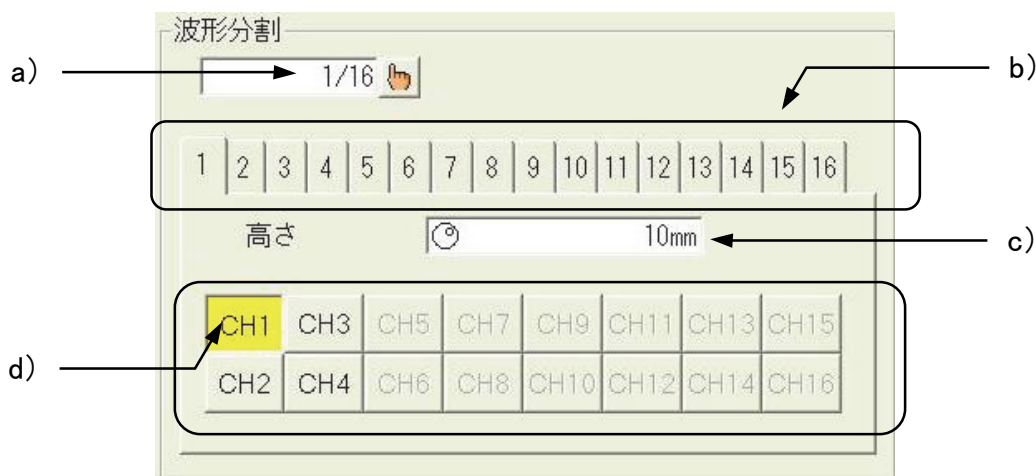 波形分割
a) 1/16
b)
1 2 3 4 5 6 7 8 9 10 11 12 13 14 15 16
高さ 10mm c)
CH1 CH3 CH5 CH7 CH9 CH11 CH13 CH15
d)
CH2 CH4 CH6 CH8 CH10 CH12 CH14 CH16